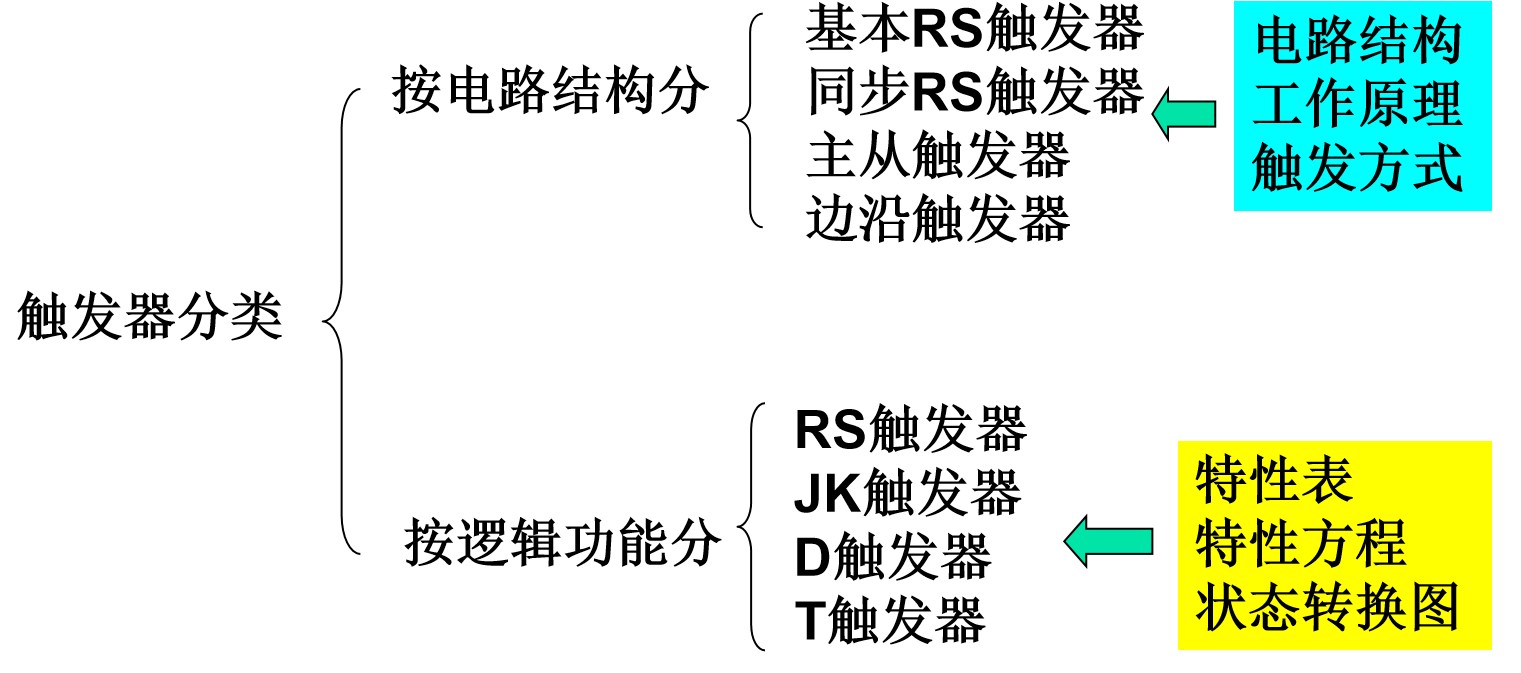 触发器分类
按电路结构分
基本RS触发器
同步RS触发器
主从触发器
边沿触发器
电路结构
工作原理
触发方式
按逻辑功能分
RS触发器
JK触发器
D触发器
T触发器
特性表
特性方程
状态转换图